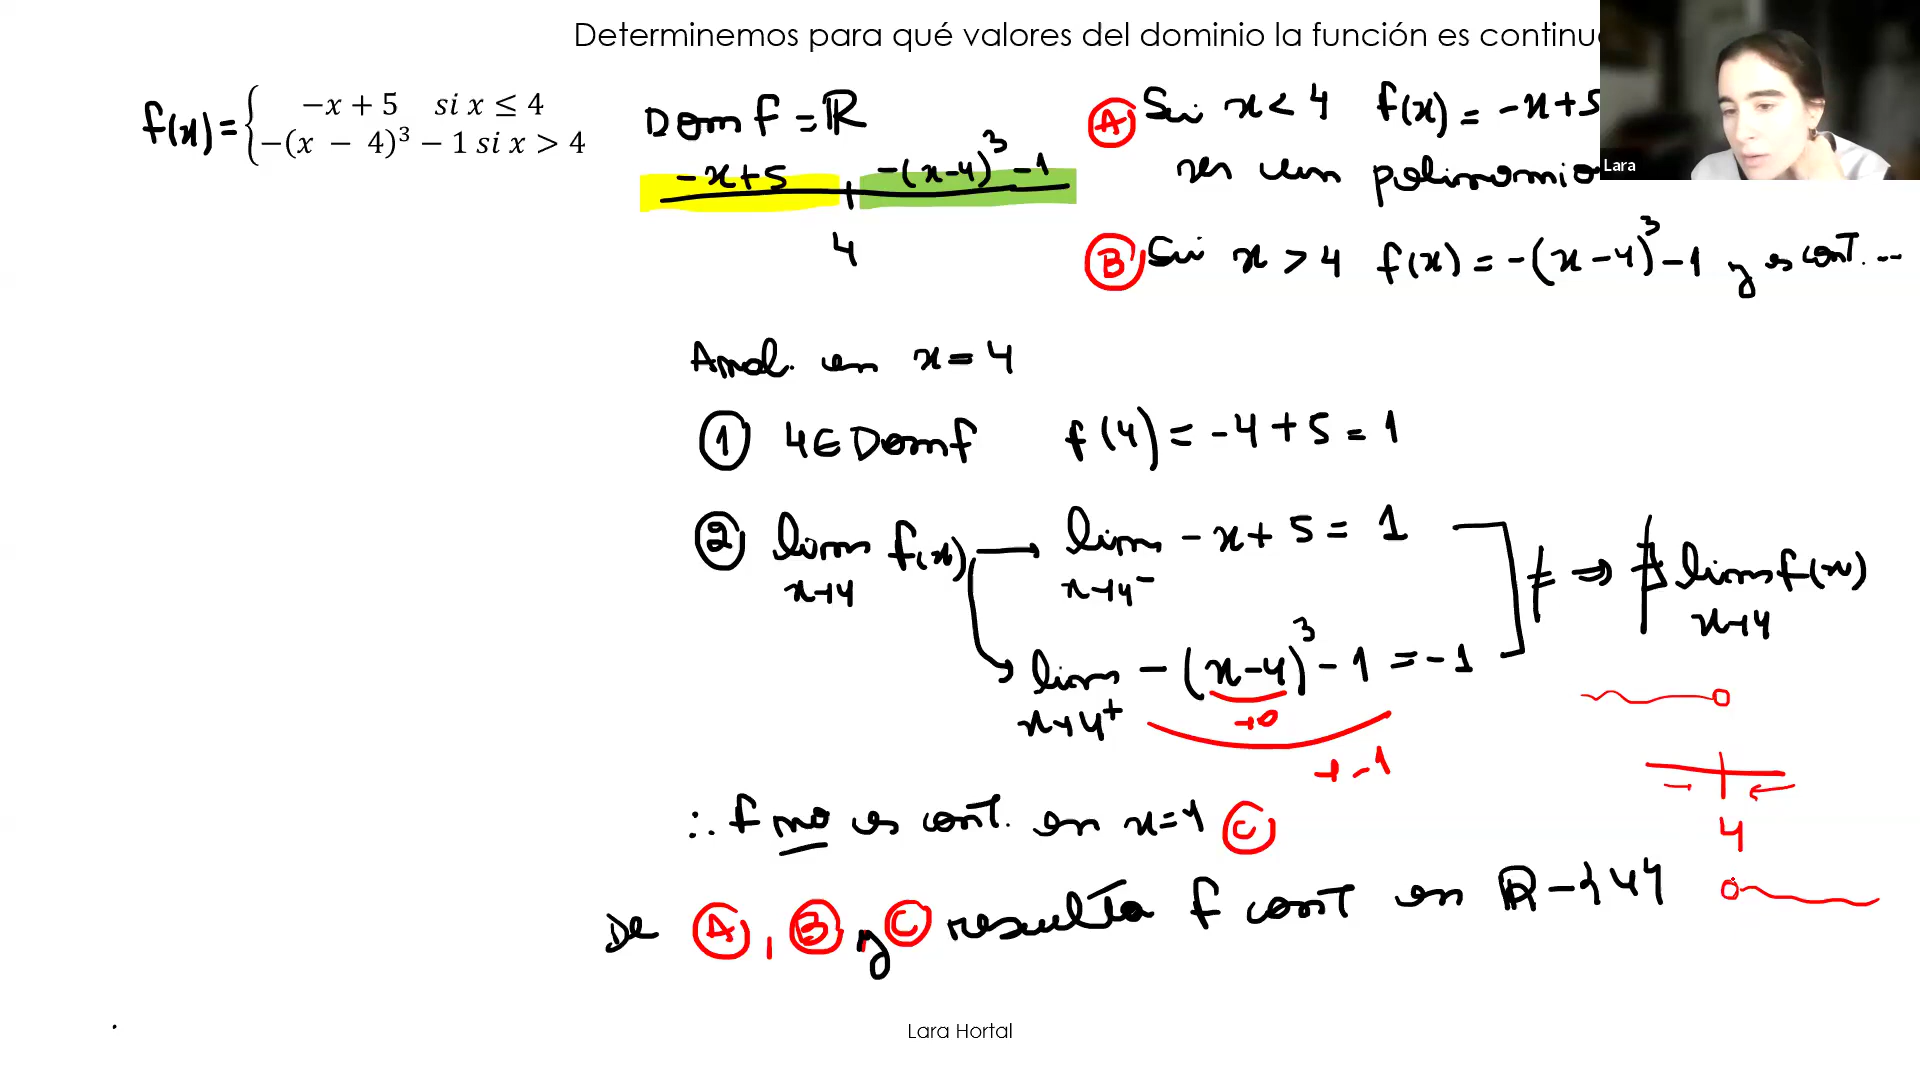 Determinemos para qué valores del dominio la función es continu
f(x) = { -x + 5 si x ≤ 4
-(x - 4)³ - 1 si x > 4
Dom f = ℝ
-x+5 -(x-4)³ -1
4
Ⓐ Si x < 4 f(x) = -x+5
ser un polinomio
Lara
Ⓑ Si x > 4 f(x) = -(x-4)³ -1 y es cont. ...
Anal. en x = 4
① 4 ∈ Dom f f(4) = -4+5 = 1
② lim f(x) → lim -x+5 = 1
x→4 x→4⁻
≠ ⇒ ∄ lim f(x)
x→4
lim -(x-4)³ -1 = -1
x→4⁺ →0
→ -1
∴ f no es cont. en x=4 Ⓒ
4
De Ⓐ, Ⓑ y Ⓒ resulta f cont en ℝ - {4}
Lara Hortal